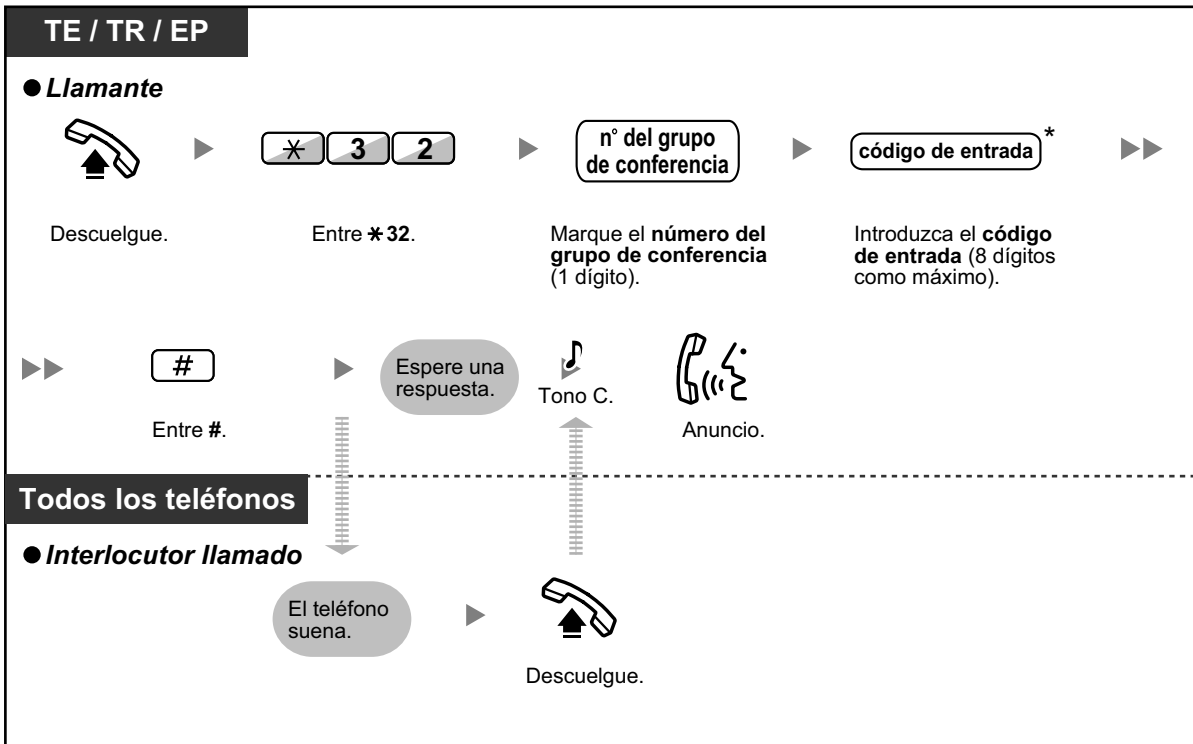 TE / TR / EP
● Llamante
* 3 2
n° del grupo
de conferencia
código de entrada*
Descuelgue.
Entre *32.
Marque el número del
grupo de conferencia
(1 dígito).
Introduzca el código
de entrada (8 dígitos
como máximo).
#
Espere una
respuesta.
Tono C.
Entre #.
Anuncio.
Todos los teléfonos
● Interlocutor llamado
El teléfono
suena.
Descuelgue.